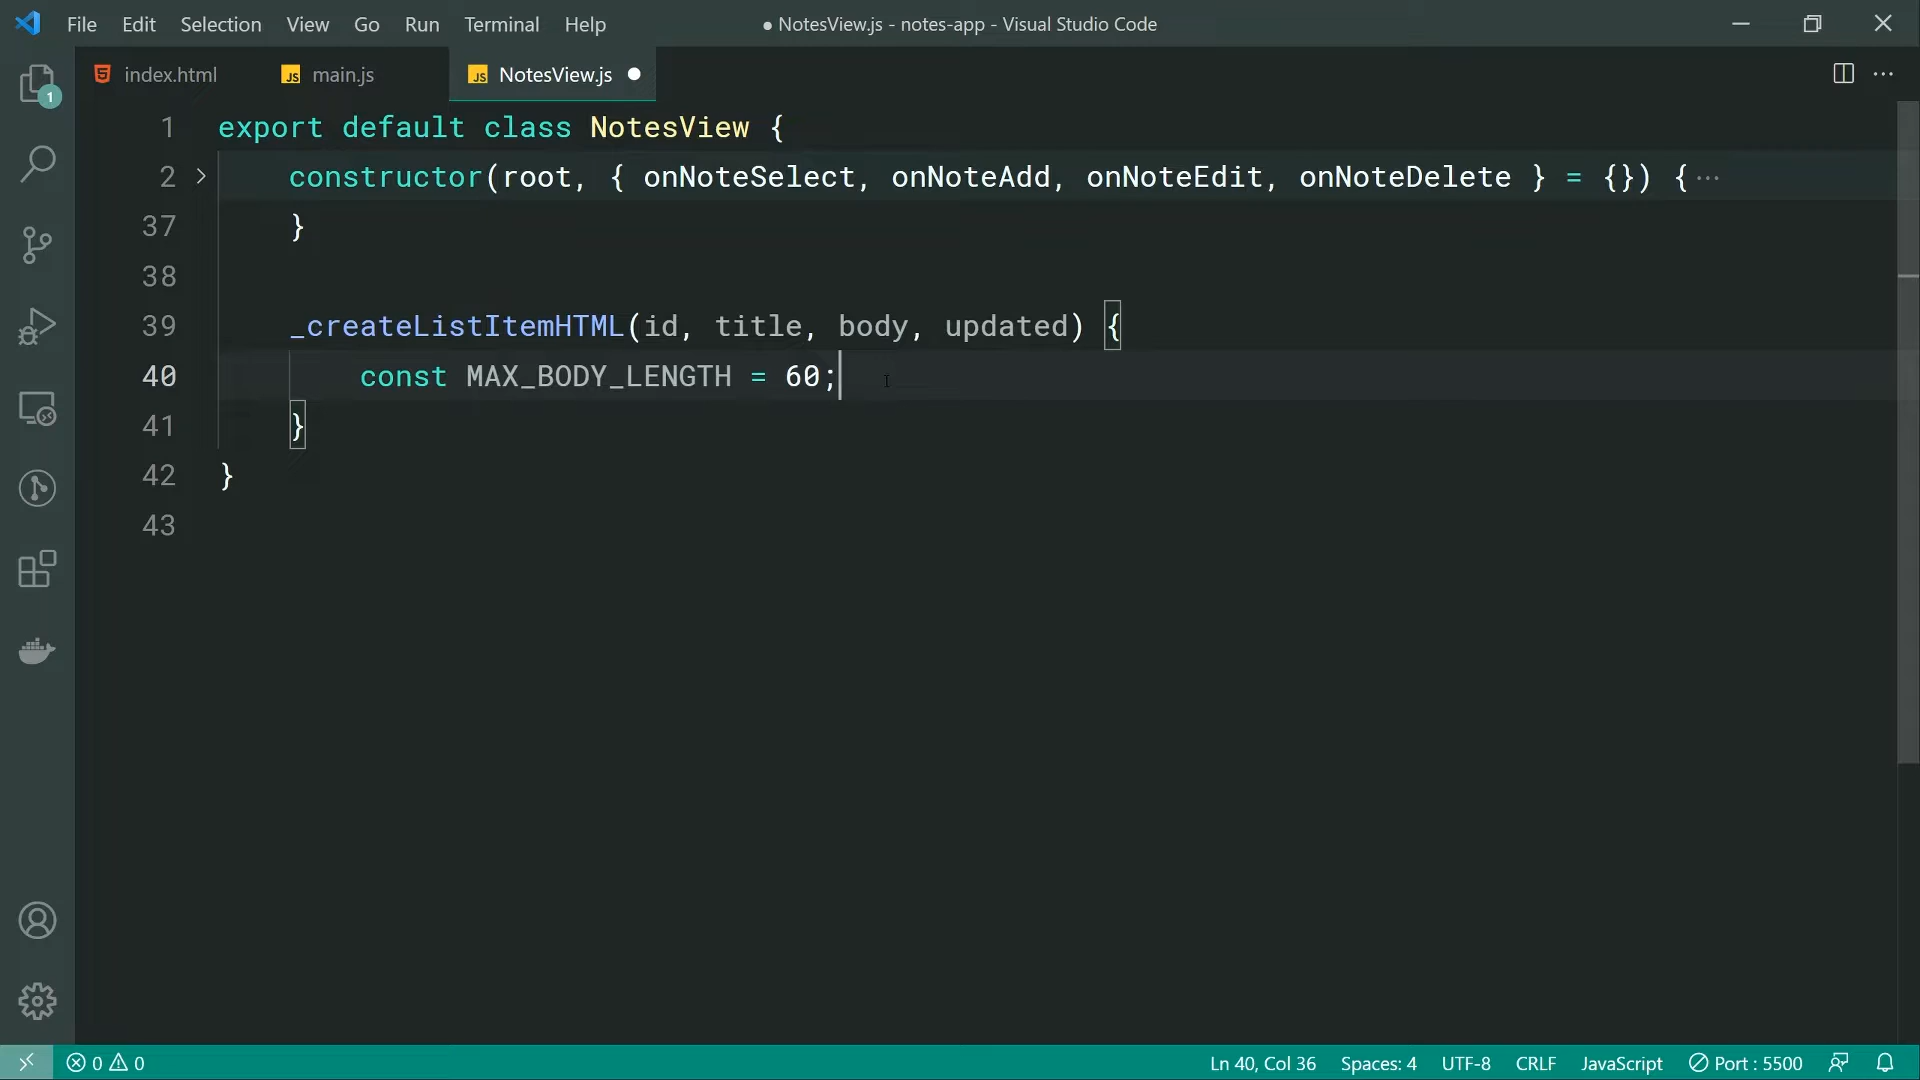 File Edit Selection View Go Run Terminal Help ● NotesView.js - notes-app - Visual Studio Code
index.html JS main.js JS NotesView.js ●
1
1 export default class NotesView {
2 constructor(root, { onNoteSelect, onNoteAdd, onNoteEdit, onNoteDelete } = {}) {···
37 }
38
39 _createListItemHTML(id, title, body, updated) {
40 const MAX_BODY_LENGTH = 60;
41 }
42 }
43
0 0 Ln 40, Col 36 Spaces: 4 UTF-8 CRLF JavaScript Port : 5500